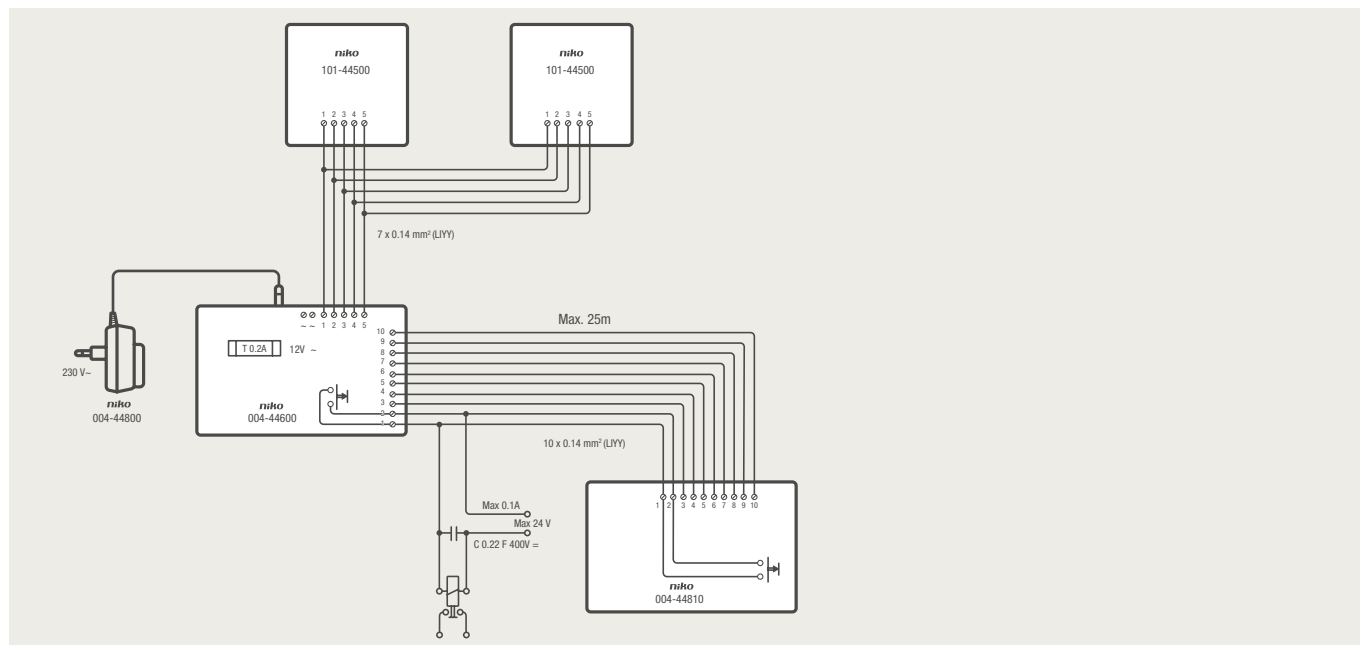 niko
101-44500
1 2 3 4 5
niko
101-44500
1 2 3 4 5
7 x 0.14 mm² (LIYY)
230 V~
niko
004-44800
~ ~ 1 2 3 4 5
T 0.2A
12V ~
niko
004-44600
10
9
8
7
6
5
4
3
2
1
Max. 25m
10 x 0.14 mm² (LIYY)
Max 0.1A
Max 24 V
C 0.22 F 400V =
1 2 3 4 5 6 7 8 9 10
niko
004-44810